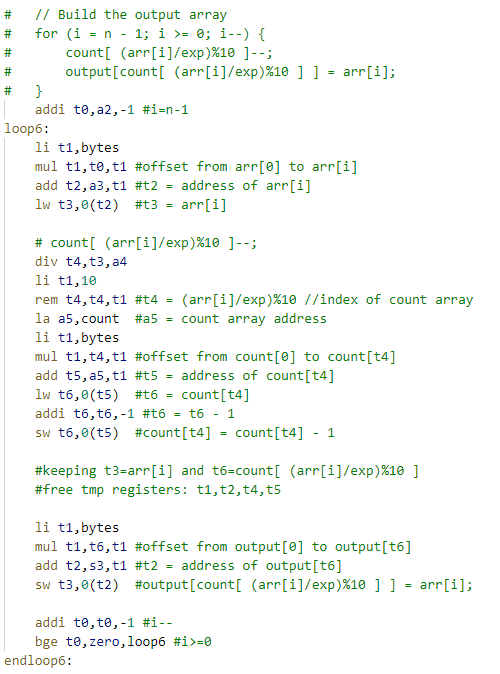 #   // Build the output array
#   for (i = n - 1; i >= 0; i--) {
#       count[ (arr[i]/exp)%10 ]--;
#       output[count[ (arr[i]/exp)%10 ] ] = arr[i];
#   }
    addi t0,a2,-1 #i=n-1
loop6:
    li t1,bytes
    mul t1,t0,t1 #offset from arr[0] to arr[i]
    add t2,a3,t1 #t2 = address of arr[i]
    lw t3,0(t2)  #t3 = arr[i]

    # count[ (arr[i]/exp)%10 ]--;
    div t4,t3,a4
    li t1,10
    rem t4,t4,t1 #t4 = (arr[i]/exp)%10 //index of count array
    la a5,count  #a5 = count array address
    li t1,bytes
    mul t1,t4,t1 #offset from count[0] to count[t4]
    add t5,a5,t1 #t5 = address of count[t4]
    lw t6,0(t5)  #t6 = count[t4]
    addi t6,t6,-1 #t6 = t6 - 1
    sw t6,0(t5)  #count[t4] = count[t4] - 1

    #keeping t3=arr[i] and t6=count[ (arr[i]/exp)%10 ]
    #free tmp registers: t1,t2,t4,t5

    li t1,bytes
    mul t1,t6,t1 #offset from output[0] to output[t6]
    add t2,s3,t1 #t2 = address of output[t6]
    sw t3,0(t2)  #output[count[ (arr[i]/exp)%10 ] ] = arr[i];

    addi t0,t0,-1 #i--
    bge t0,zero,loop6 #i>=0
endloop6: